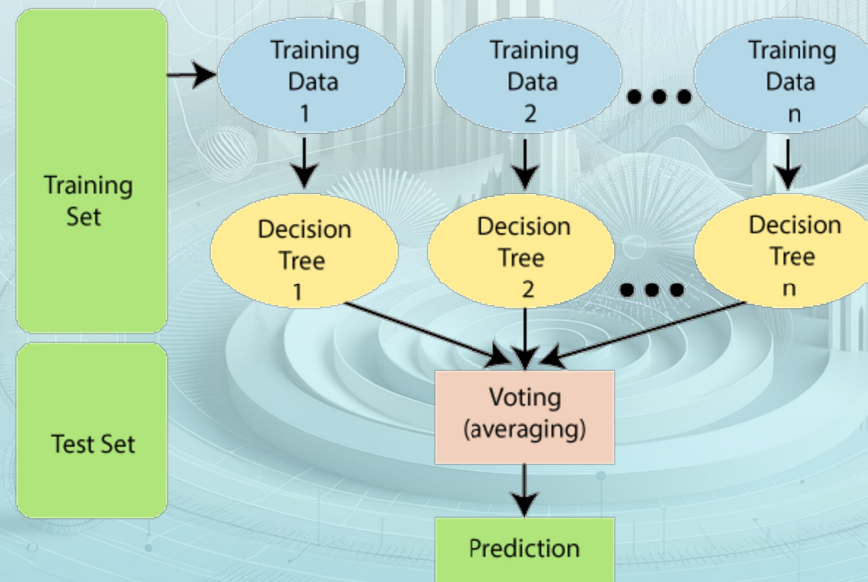 Training
Set
Training
Data
1
Training
Data
2
Training
Data
n
Decision
Tree
1
Decision
Tree
2
Decision
Tree
n
Voting
(averaging)
Test Set
Prediction